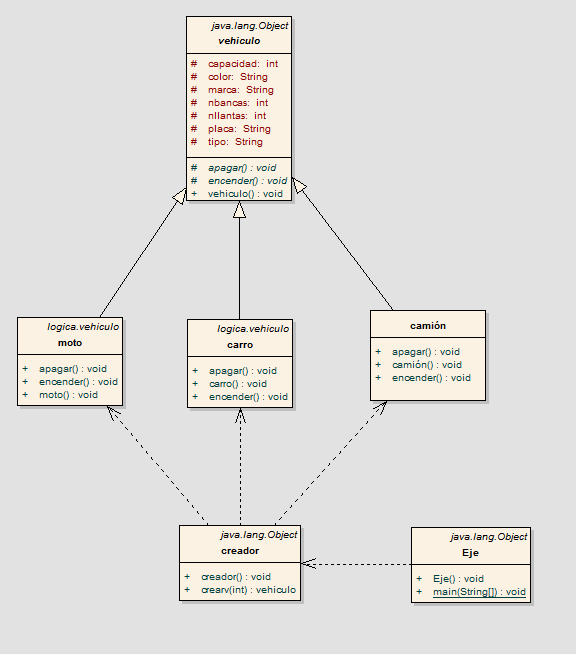 java.lang.Object
vehiculo
# capacidad: int
# color: String
# marca: String
# nbancas: int
# nllantas: int
# placa: String
# tipo: String
# apagar() : void
# encender() : void
+ vehiculo() : void
logica.vehiculo
moto
+ apagar() : void
+ encender() : void
+ moto() : void
logica.vehiculo
carro
+ apagar() : void
+ carro() : void
+ encender() : void
camión
+ apagar() : void
+ camión() : void
+ encender() : void
java.lang.Object
creador
+ creador() : void
+ crearv(int) : vehiculo
java.lang.Object
Eje
+ Eje() : void
+ main(String[]) : void